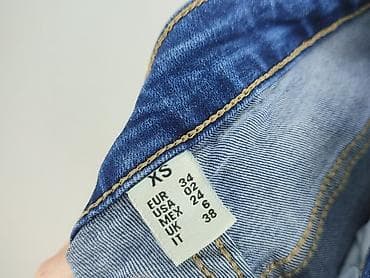 XS
EUR 34
USA 02
MEX 24
UK 6
IT 38